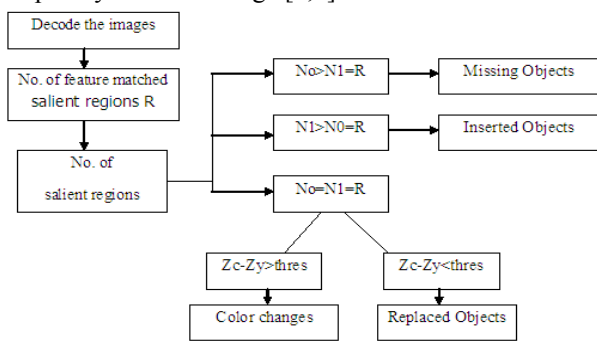 Decode the images
No. of feature matched
salient regions R
No. of
salient regions
No>N1=R
Missing Objects
N1>N0=R
Inserted Objects
No=N1=R
Zc-Zy>thres
Zc-Zy<thres
Color changes
Replaced Objects